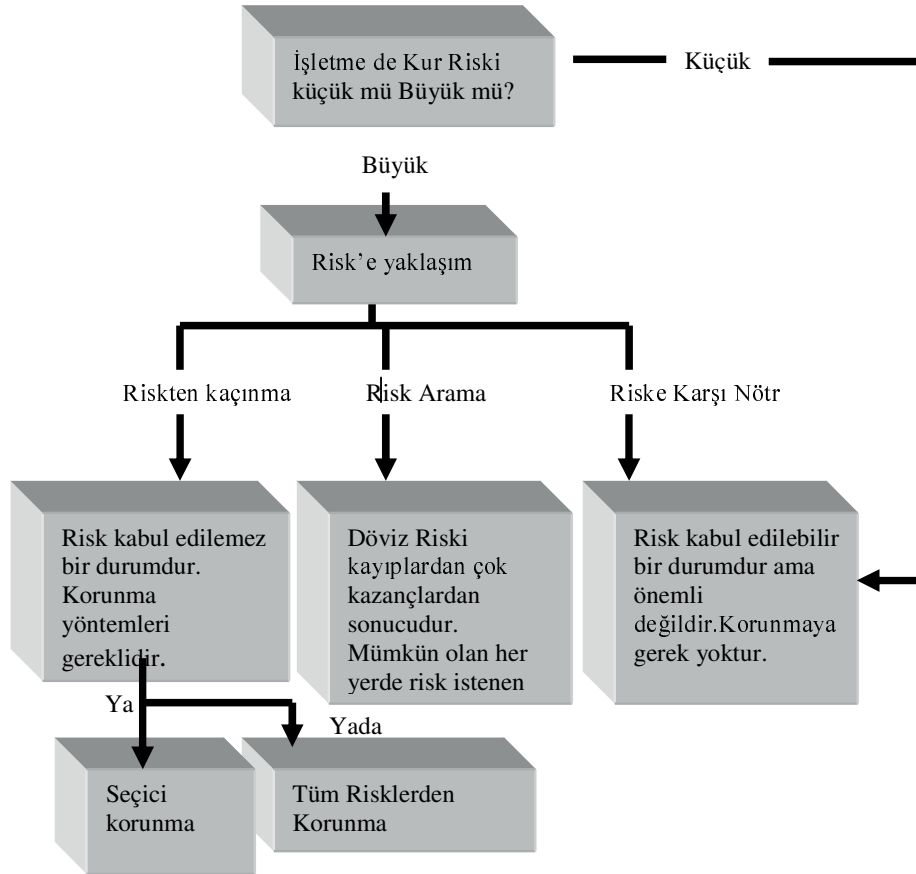 İşletme de Kur Riski
küçük mü Büyük mü?
Küçük
Büyük
Risk'e yaklaşım
Riskten kaçınma
Risk Arama
Riske Karşı Nötr
Risk kabul edilemez
bir durumdur.
Korunma
yöntemleri
gereklidir.
Döviz Riski
kayıplardan çok
kazançlardan
sonucudur.
Mümkün olan her
yerde risk istenen
Risk kabul edilebilir
bir durumdur ama
önemli
değildir.Korunmaya
gerek yoktur.
Ya
Yada
Seçici
korunma
Tüm Risklerden
Korunma